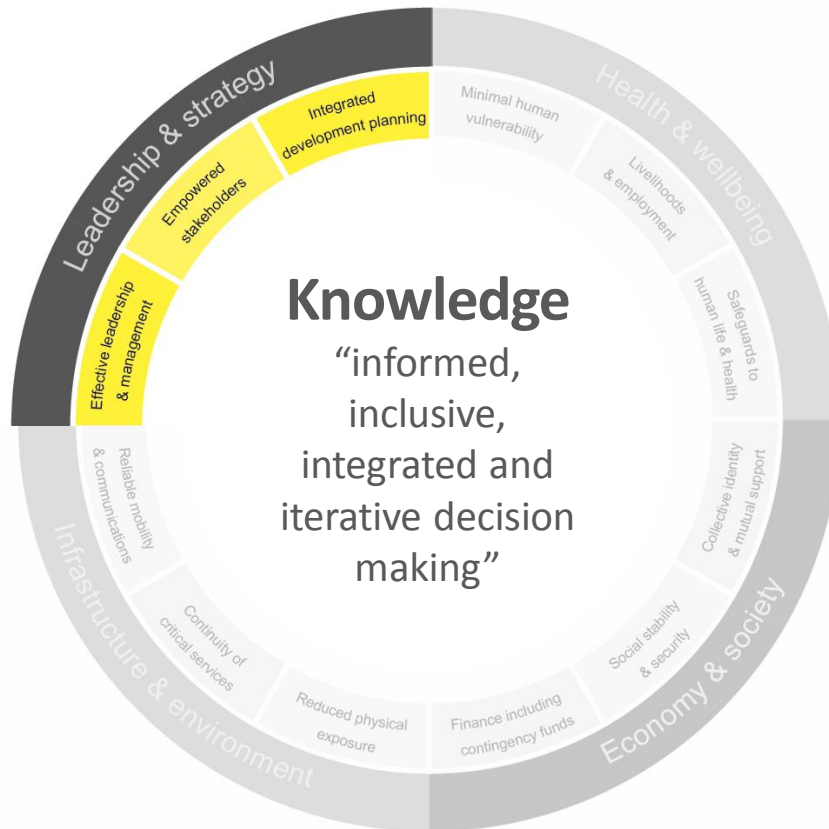 Leadership & strategy
Health & wellbeing
Integrated
development planning
Minimal human
vulnerability
Empowered
stakeholders
Livelihoods
& employment
Effective leadership
& management
Safeguards to
human life & health
Knowledge
“informed,
inclusive,
integrated and
iterative decision
making”
Reliable mobility
& communications
Collective identity
& mutual support
Continuity of
critical services
Social stability
& security
Reduced physical
exposure
Finance including
contingency funds
Infrastructure & environment
Economy & society